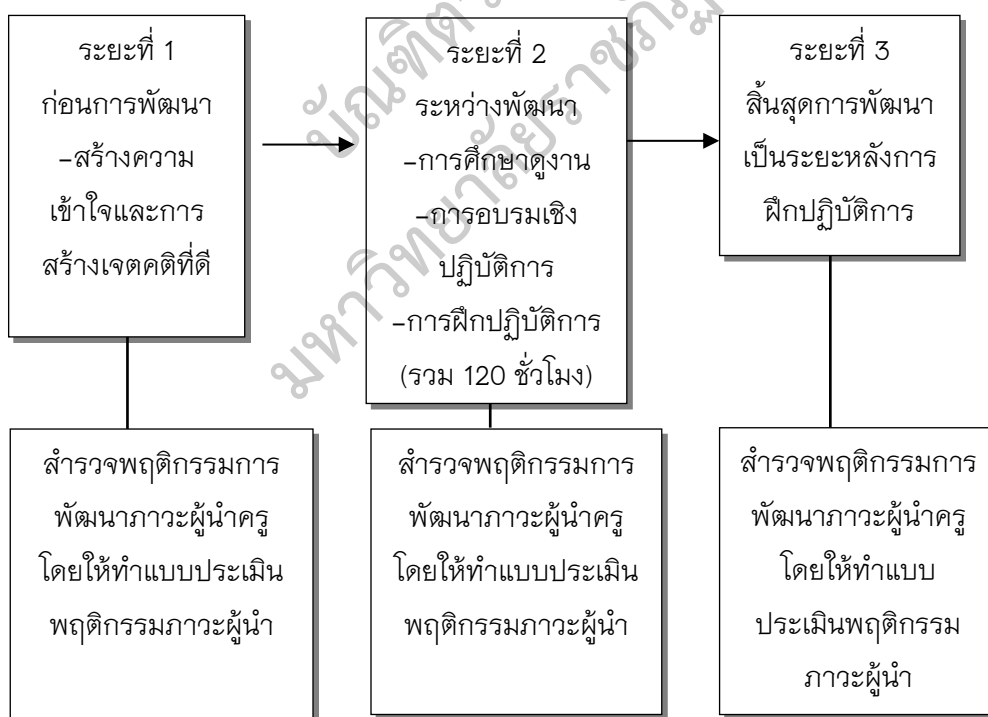 ระยะที่ 1
ก่อนการพัฒนา
-สร้างความ
เข้าใจและการ
สร้างเจตคติที่ดี
ระยะที่ 2
ระหว่างพัฒนา
-การศึกษาดูงาน
-การอบรมเชิง
ปฏิบัติการ
-การฝึกปฏิบัติการ
(รวม 120 ชั่วโมง)
ระยะที่ 3
สิ้นสุดการพัฒนา
เป็นระยะหลังการ
ฝึกปฏิบัติการ
สำรวจพฤติกรรมการ
พัฒนาภาวะผู้นำครู
โดยให้ทำแบบประเมิน
พฤติกรรมภาวะผู้นำ
สำรวจพฤติกรรมการ
พัฒนาภาวะผู้นำครู
โดยให้ทำแบบประเมิน
พฤติกรรมภาวะผู้นำ
สำรวจพฤติกรรมการ
พัฒนาภาวะผู้นำครู
โดยให้ทำแบบ
ประเมินพฤติกรรม
ภาวะผู้นำ
มหาวิทยาลัยราชภัฏ